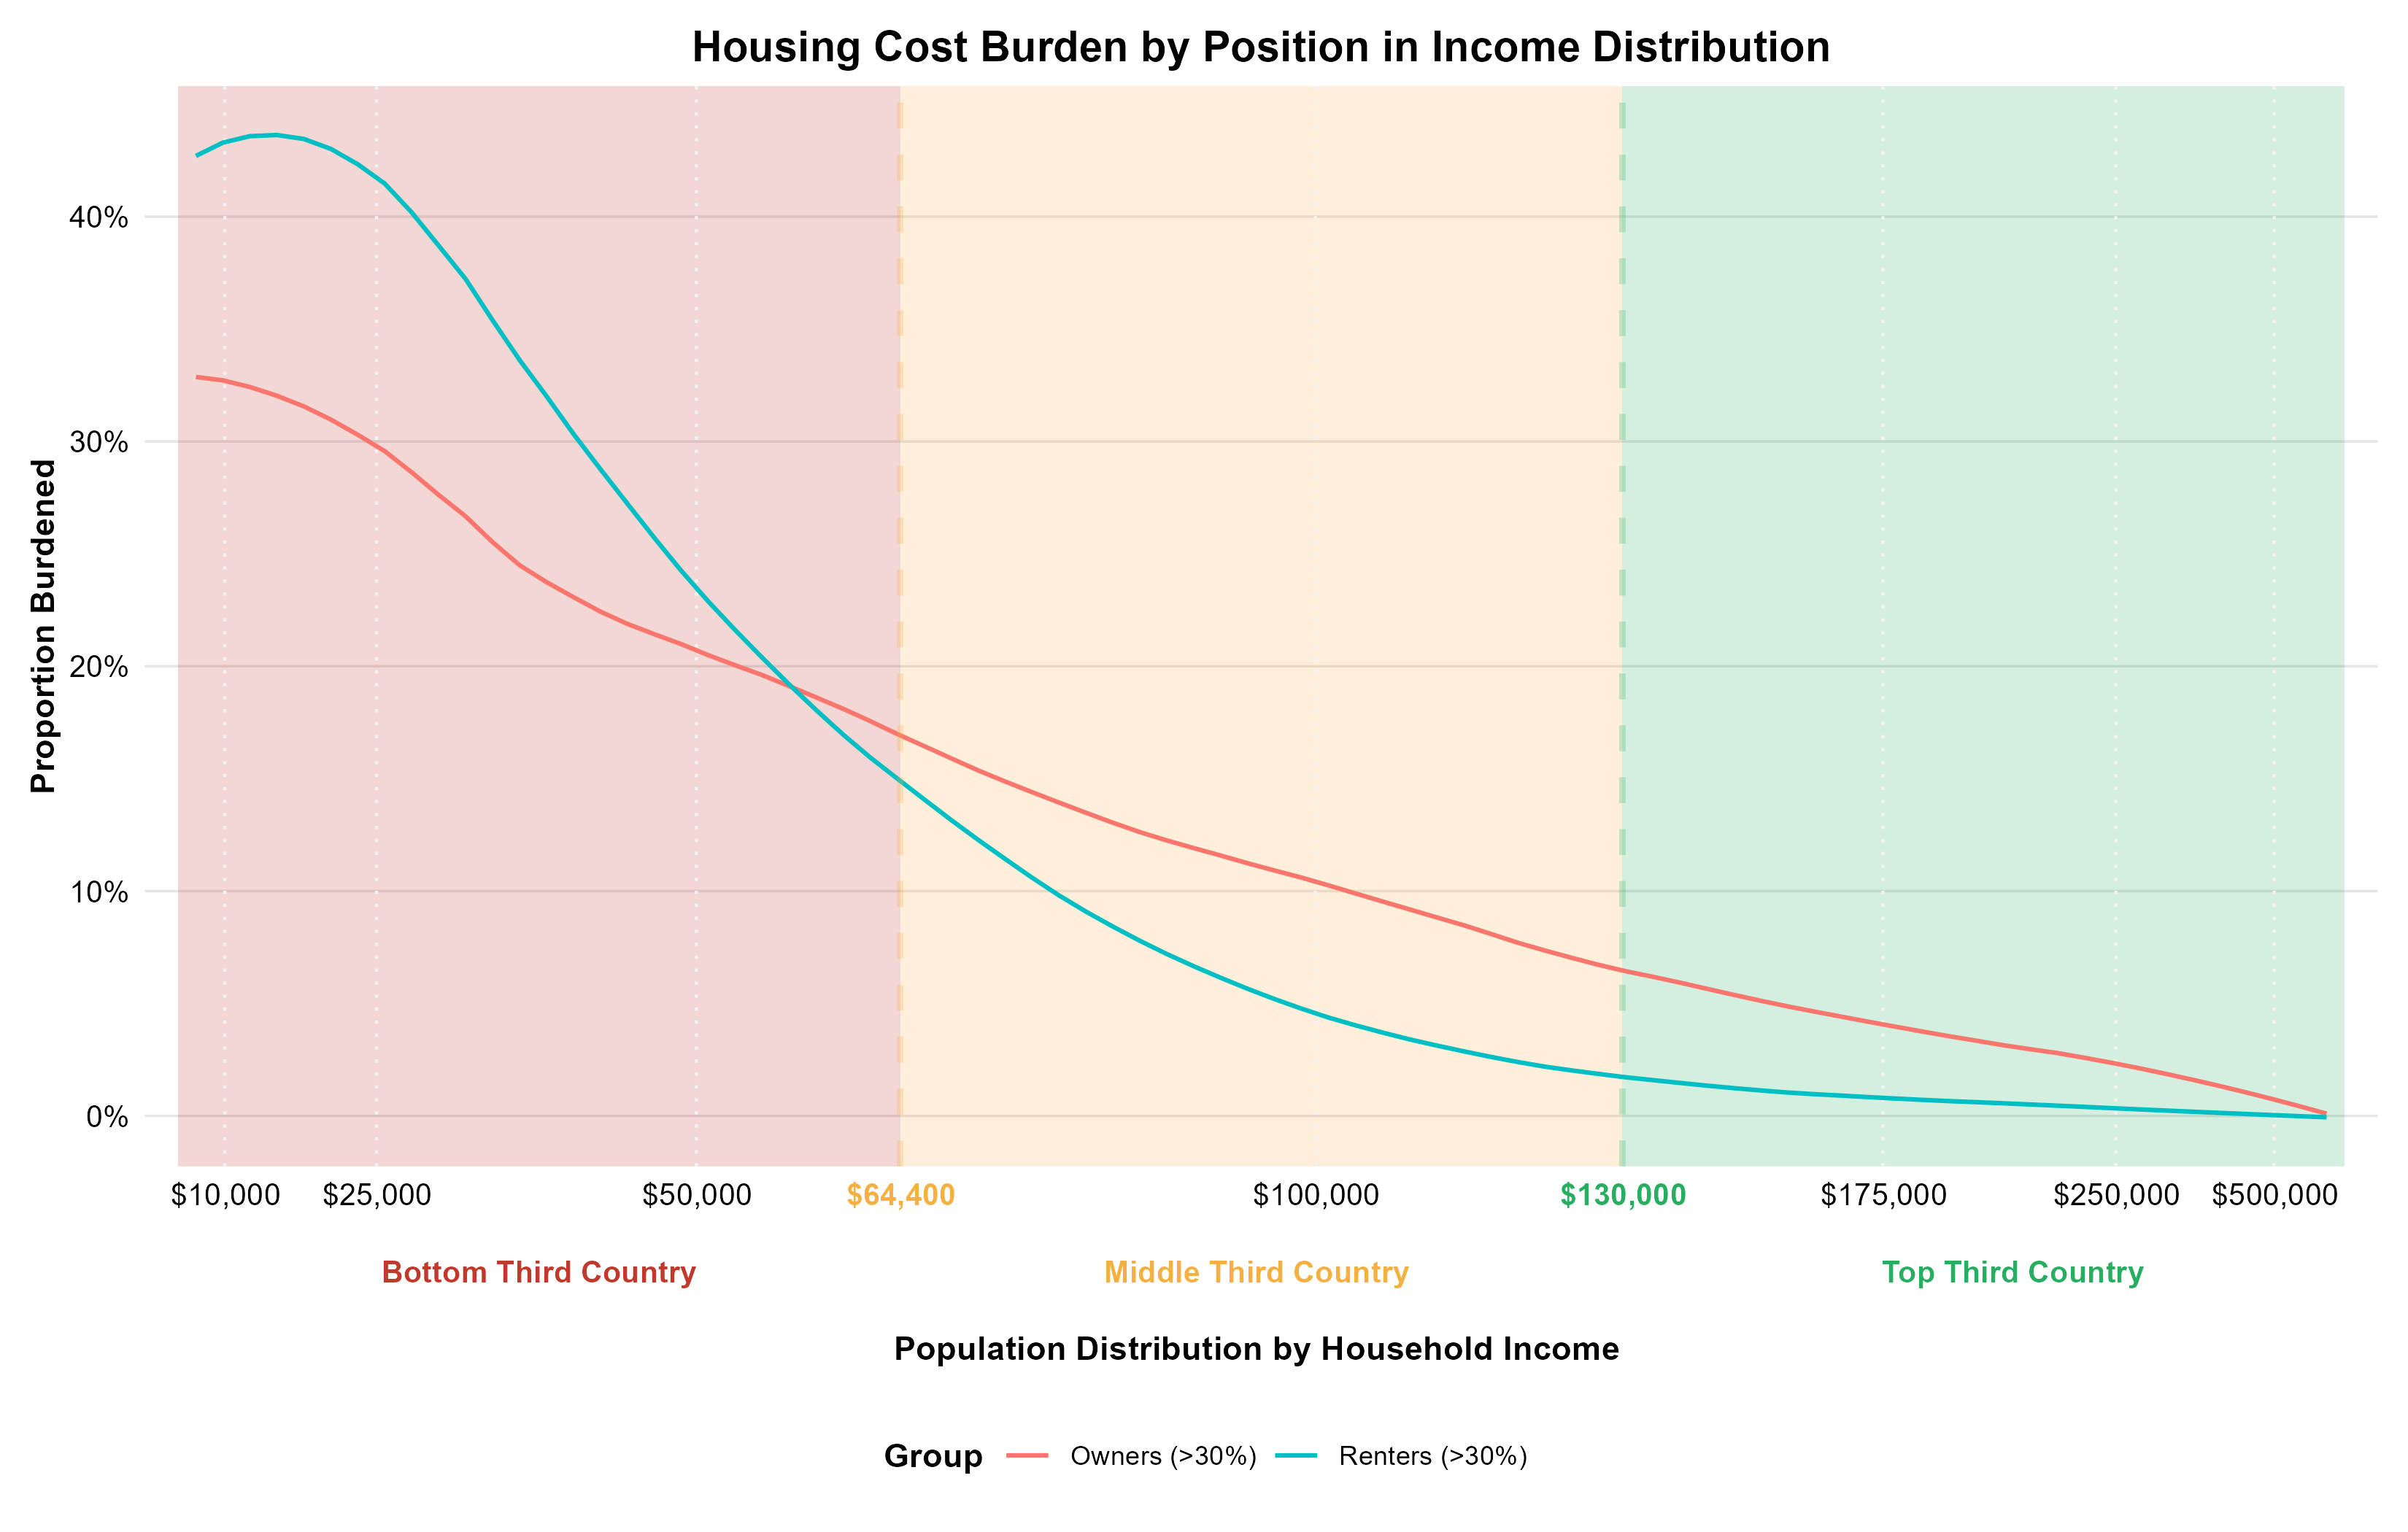 Housing Cost Burden by Position in Income Distribution
Proportion Burdened
40%
30%
20%
10%
0%
$10,000 $25,000 $50,000 $64,400 $100,000 $130,000 $175,000 $250,000 $500,000
Bottom Third Country Middle Third Country Top Third Country
Population Distribution by Household Income
Group Owners (>30%) Renters (>30%)